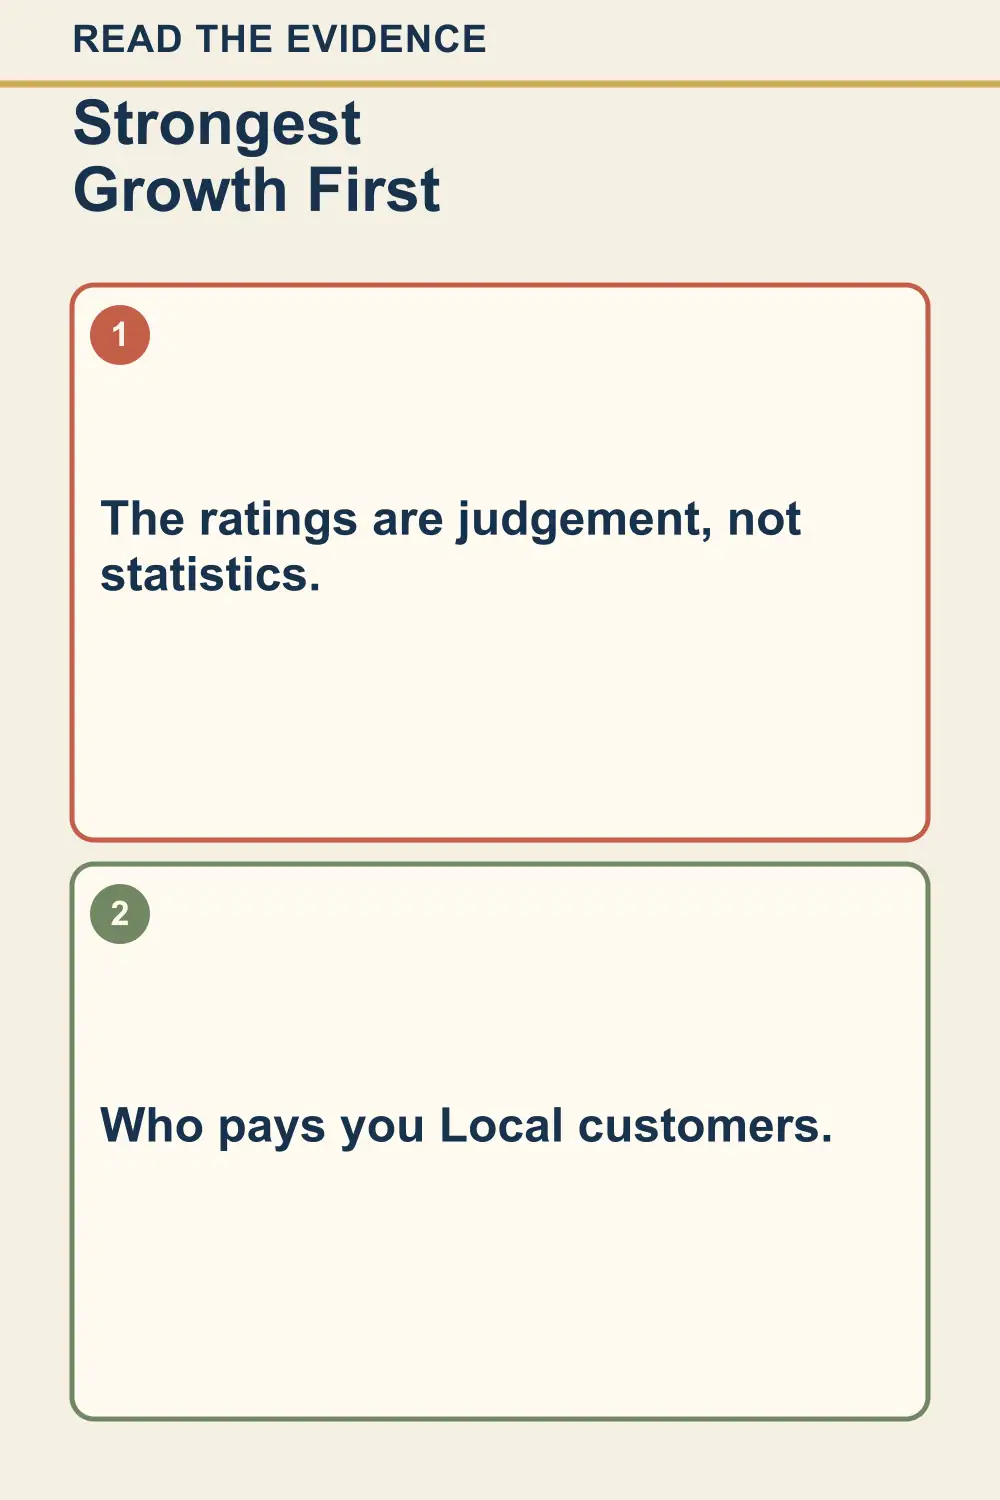 READ THE EVIDENCE
Strongest
Growth First
1
The ratings are judgement, not
statistics.
2
Who pays you Local customers.